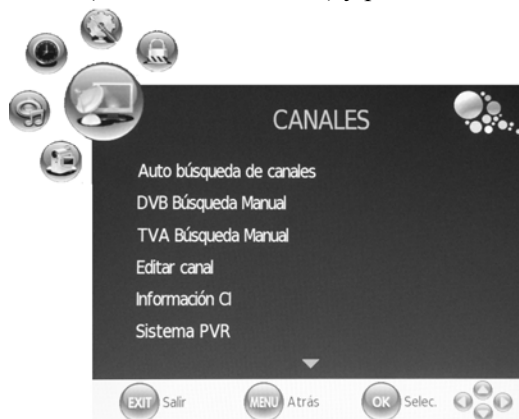 CANALES
Auto búsqueda de canales
DVB Búsqueda Manual
TVA Búsqueda Manual
Editar canal
Información CI
Sistema PVR
EXIT Salir MENU Atrás OK Selec.